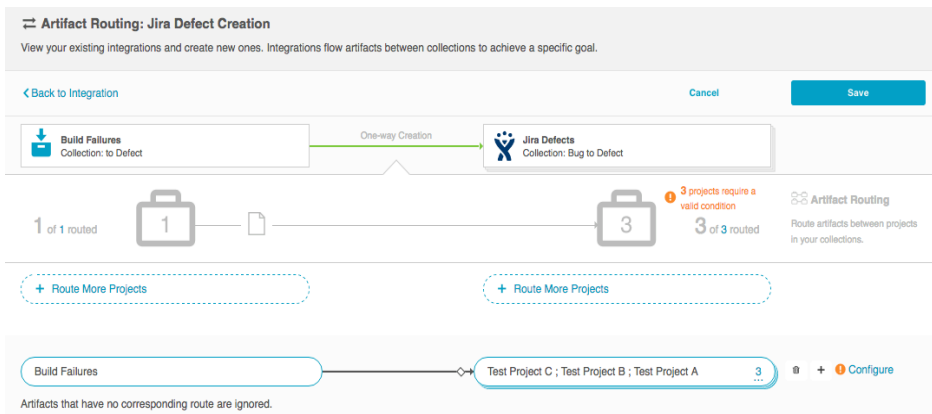 Artifact Routing: Jira Defect Creation
View your existing integrations and create new ones. Integrations flow artifacts between collections to achieve a specific goal.
Back to Integration
Cancel
Save
Build Failures
Collection: to Defect
One-way Creation
Jira Defects
Collection: Bug to Defect
1 of 1 routed
1
3
3 projects require a
valid condition
3 of 3 routed
Artifact Routing
Route artifacts between projects
in your collections.
+ Route More Projects
+ Route More Projects
Build Failures
Test Project C ; Test Project B ; Test Project A
3
...
+
Configure
Artifacts that have no corresponding route are ignored.